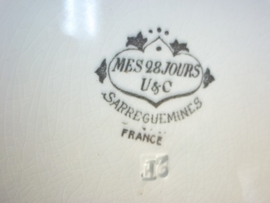 MES 28 JOURS
U&C
SARREGUEMINES
FRANCE